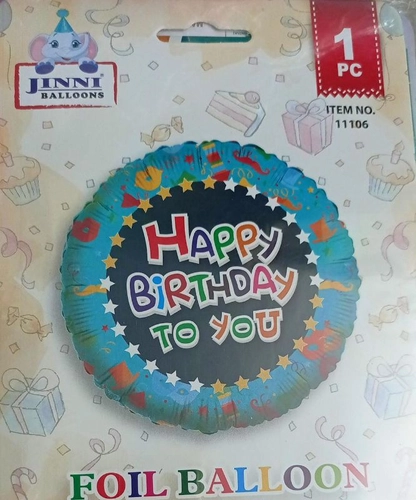 JINNI
BALLOONS
1
PC
ITEM NO.
11106
HAPPY
BiRTHDAY
TO YOU
FOIL BALLOON